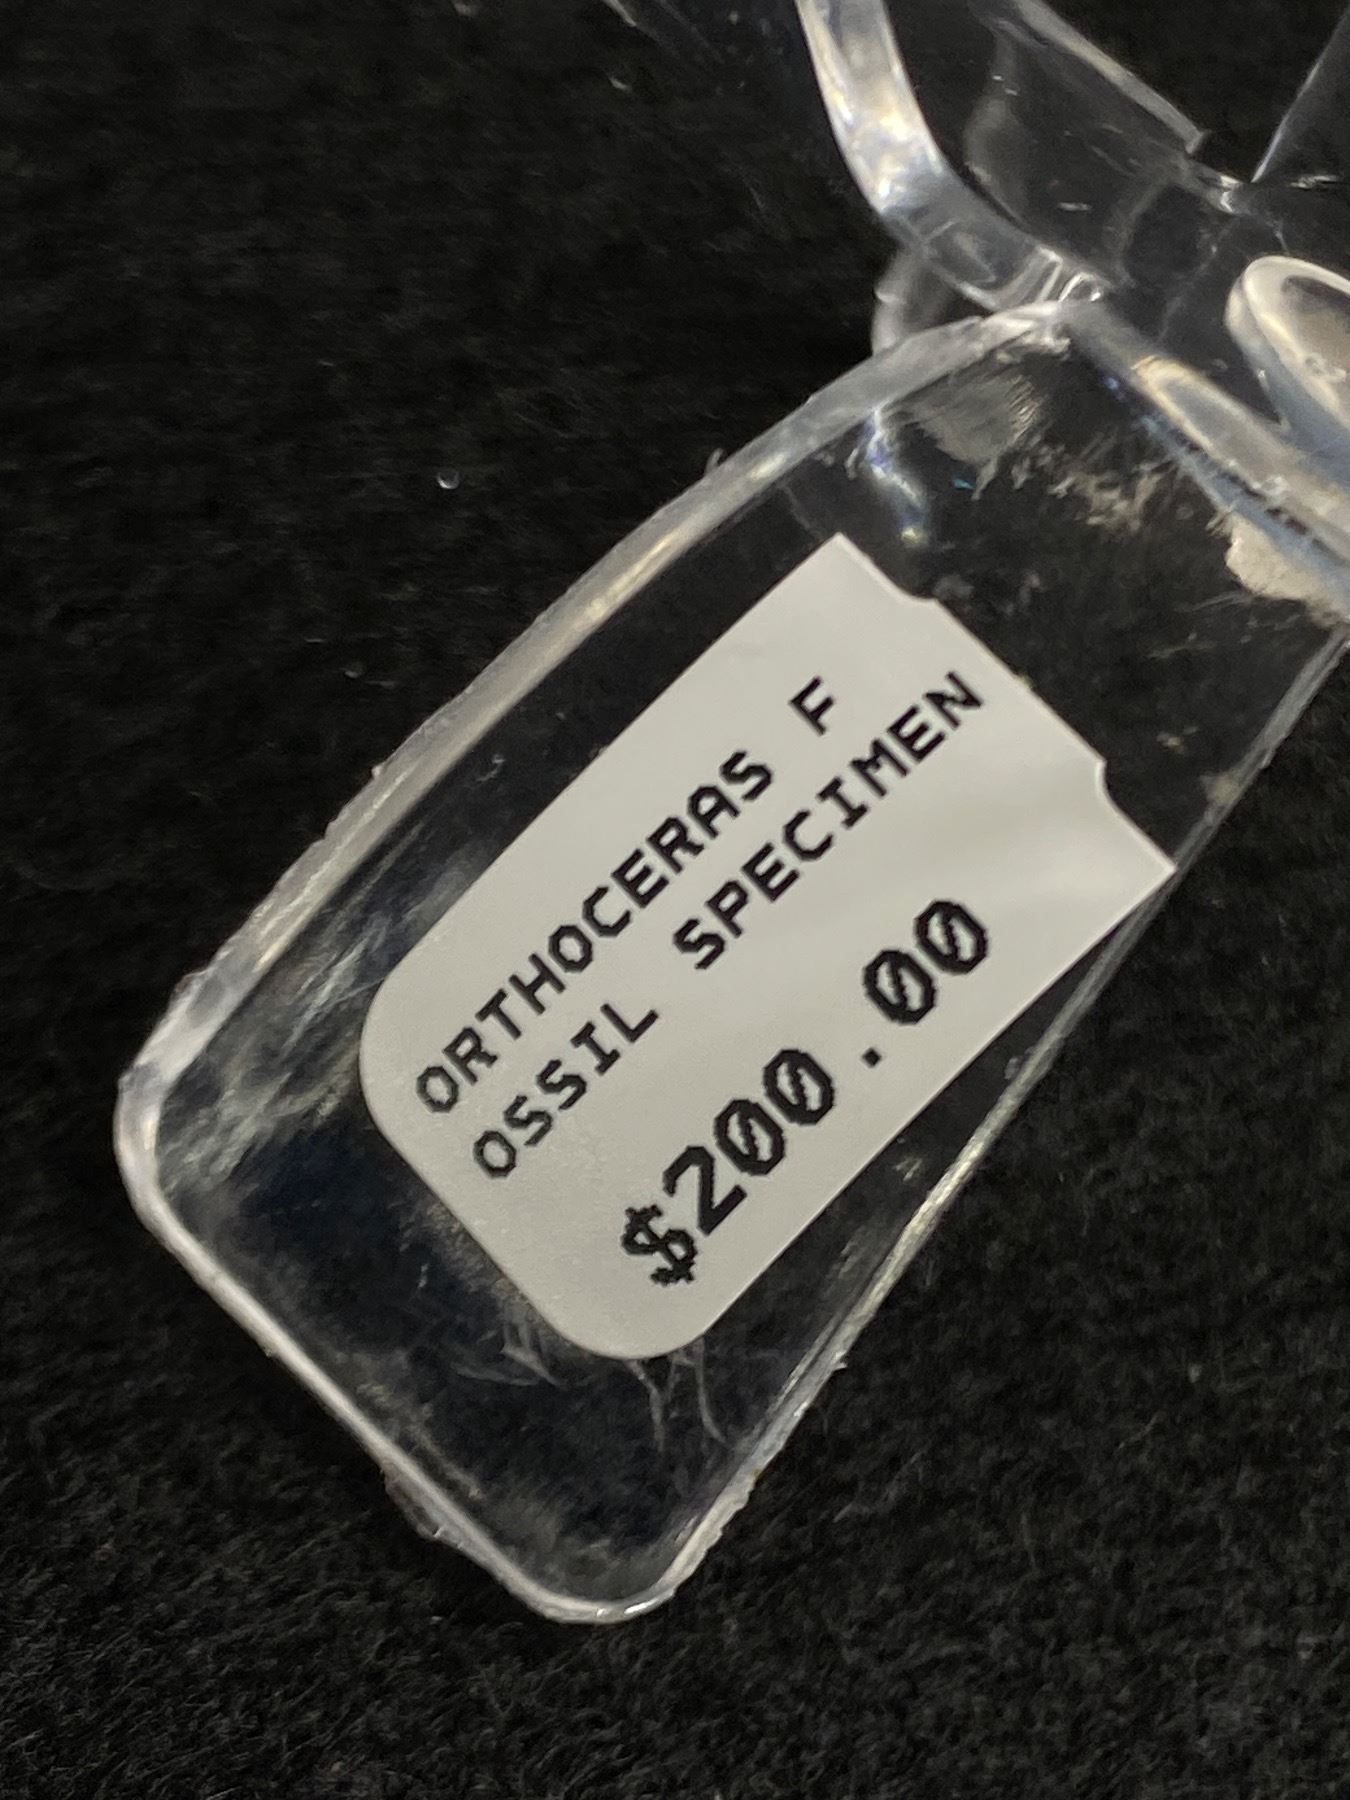 ORTHOCERAS F
OSSIL SPECIMEN
$200.00